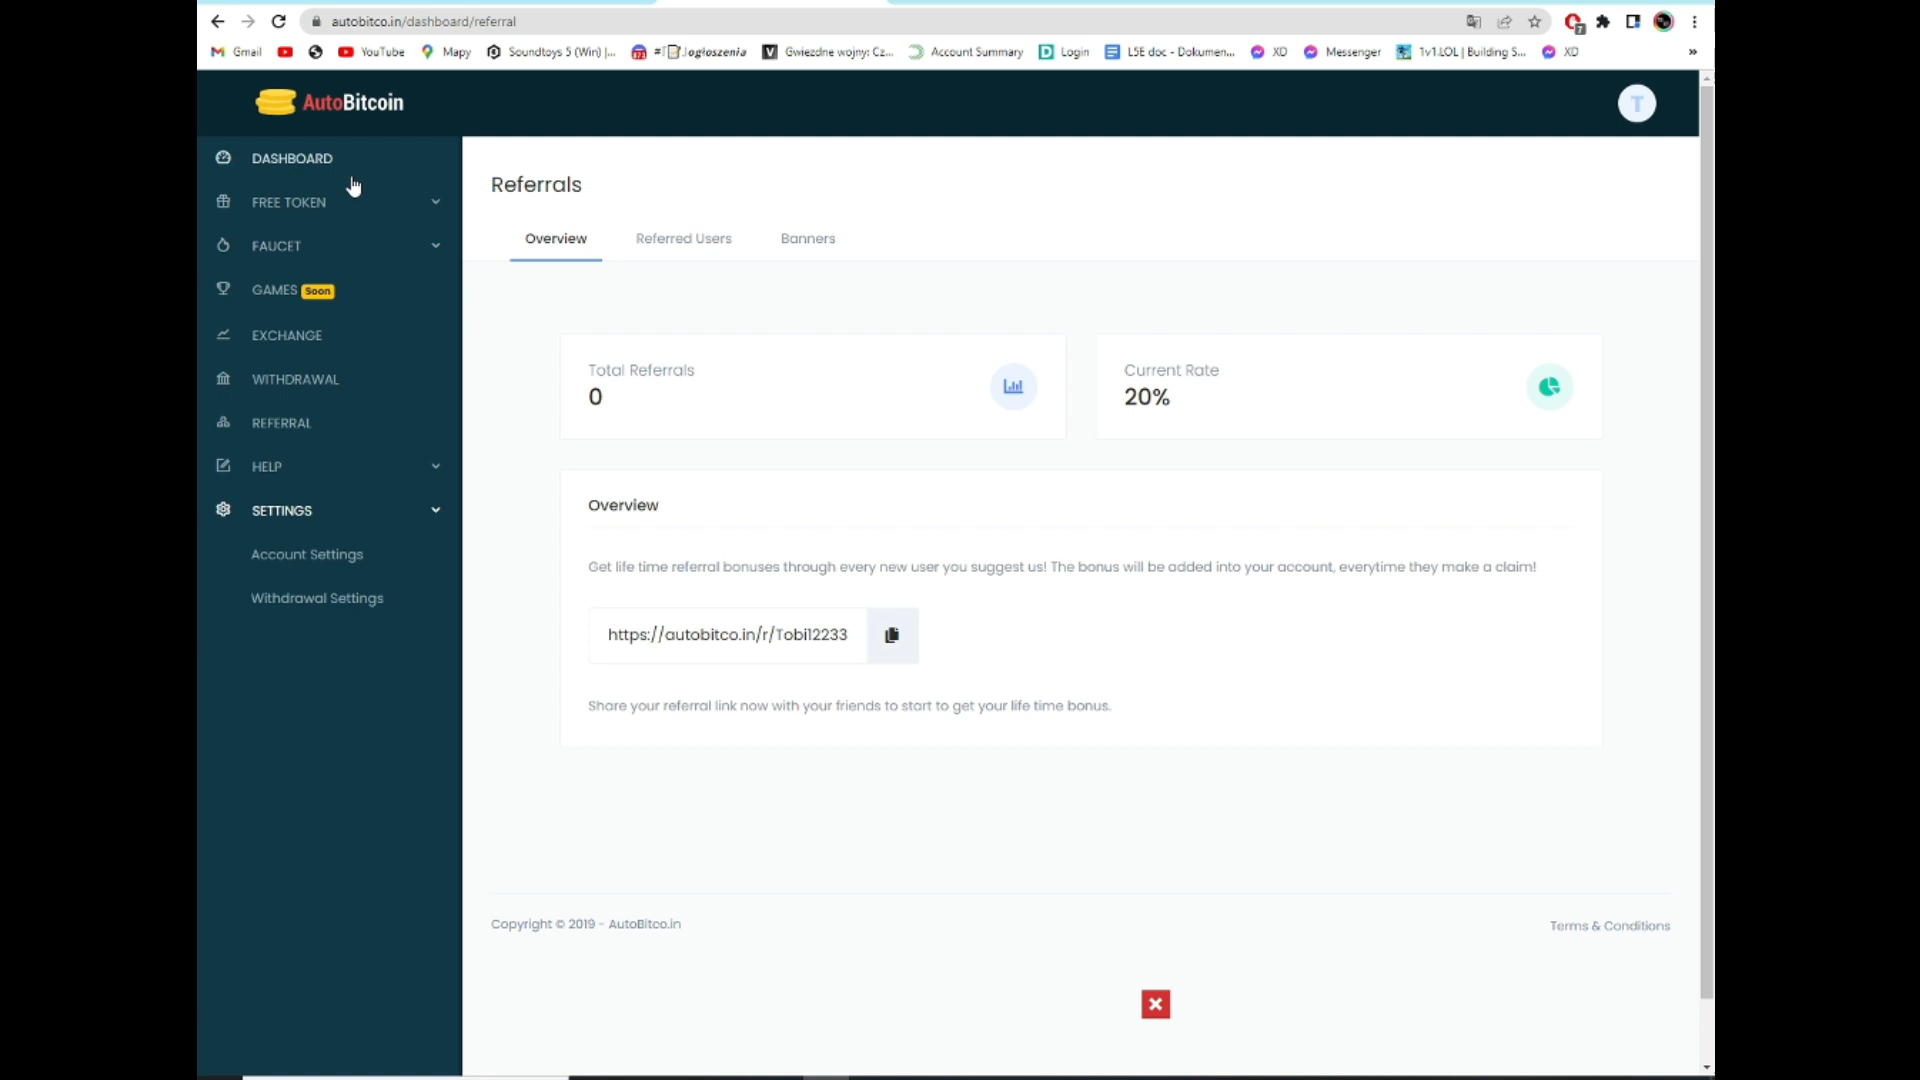 autobitco.in/dashboard/referral
Gmail YouTube Mapy Soundtoys 5 (Win) |... ogłoszenia Gwiezdne wojny: Cz... Account Summary Login L5E doc - Dokumen... XD Messenger 1v1.LOL | Building S... XD »
AutoBitcoin
T
DASHBOARD
FREE TOKEN
FAUCET
GAMES Soon
EXCHANGE
WITHDRAWAL
REFERRAL
HELP
SETTINGS
Account Settings
Withdrawal Settings
Referrals
Overview Referred Users Banners
Total Referrals
0
Current Rate
20%
Overview
Get life time referral bonuses through every new user you suggest us! The bonus will be added into your account, everytime they make a claim!
https://autobitco.in/r/Tobi12233
Share your referral link now with your friends to start to get your life time bonus.
Copyright © 2019 - AutoBitco.in
Terms & Conditions